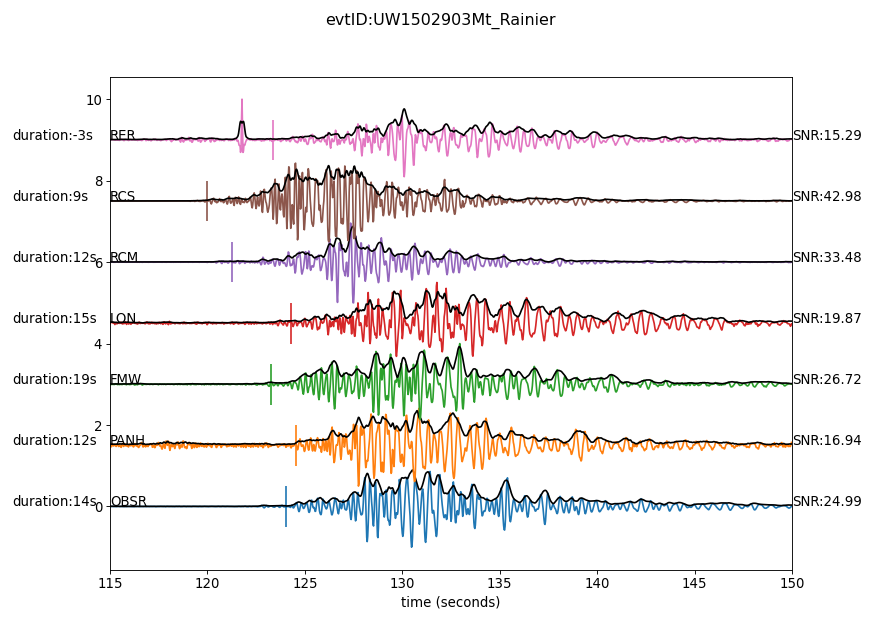 evtID:UW1502903Mt_Rainier
10
duration:-3s RER SNR:15.29
8
duration:9s RCS SNR:42.98
duration:12s RCM SNR:33.48
6
duration:15s LON SNR:19.87
4
duration:19s FMW SNR:26.72
2
duration:12s PANH SNR:16.94
duration:14s OBSR SNR:24.99
0
115 120 125 130 135 140 145 150
time (seconds)